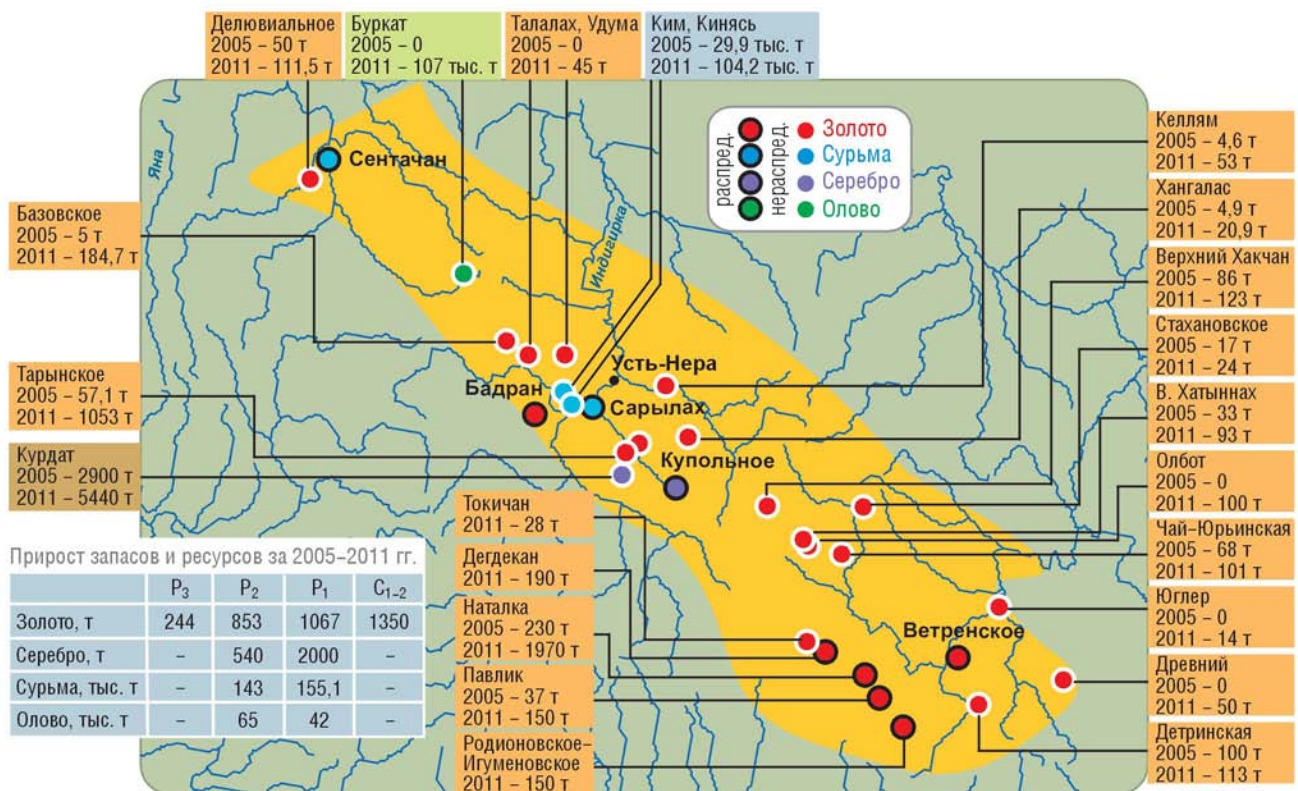 Делювиальное
2005 – 50 т
2011 – 111,5 т
Буркат
2005 – 0
2011 – 107 тыс. т
Талалах, Удума
2005 – 0
2011 – 45 т
Ким, Кинясь
2005 – 29,9 тыс. т
2011 – 104,2 тыс. т
распред.
нераспред.
Золото
Сурьма
Серебро
Олово
Яна
Индигирка
Сентачан
Усть-Нера
Бадран
Сарылах
Купольное
Ветренское
Базовское
2005 – 5 т
2011 – 184,7 т
Тарынское
2005 – 57,1 т
2011 – 1053 т
Курдат
2005 – 2900 т
2011 – 5440 т
Келлям
2005 – 4,6 т
2011 – 53 т
Хангалас
2005 – 4,9 т
2011 – 20,9 т
Верхний Хакчан
2005 – 86 т
2011 – 123 т
Стахановское
2005 – 17 т
2011 – 24 т
В. Хатыннах
2005 – 33 т
2011 – 93 т
Олбот
2005 – 0
2011 – 100 т
Чай–Юрьинская
2005 – 68 т
2011 – 101 т
Юглер
2005 – 0
2011 – 14 т
Древний
2005 – 0
2011 – 50 т
Детринская
2005 – 100 т
2011 – 113 т
Токичан
2011 – 28 т
Дегдекан
2011 – 190 т
Наталка
2005 – 230 т
2011 – 1970 т
Павлик
2005 – 37 т
2011 – 150 т
Родионовское–
Игуменовское
2011 – 150 т
Прирост запасов и ресурсов за 2005–2011 гг.
P3 P2 P1 C1–2
Золото, т 244 853 1067 1350
Серебро, т – 540 2000 –
Сурьма, тыс. т – 143 155,1 –
Олово, тыс. т – 65 42 –